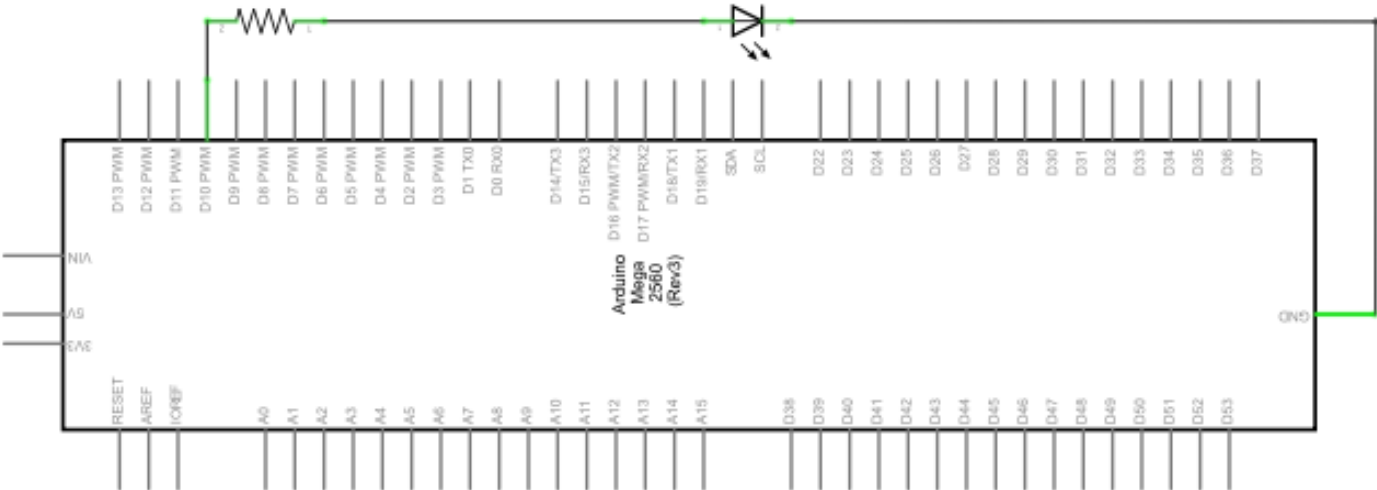 2
1
1
2
D13 PWM
D12 PWM
D11 PWM
D10 PWM
D9 PWM
D8 PWM
D7 PWM
D6 PWM
D5 PWM
D4 PWM
D2 PWM
D3 PWM
D1 TX0
D0 RX0
D14/TX3
D15/RX3
D16 PWM/TX2
D17 PWM/RX2
D18/TX1
D19/RX1
SDA
SCL
D22
D23
D24
D25
D26
D27
D28
D29
D30
D31
D32
D33
D34
D35
D36
D37
VIN
5V
3V3
Arduino
Mega
2560
(Rev3)
GND
RESET
AREF
IOREF
A0
A1
A2
A3
A4
A5
A6
A7
A8
A9
A10
A11
A12
A13
A14
A15
D38
D39
D40
D41
D42
D43
D44
D45
D46
D47
D48
D49
D50
D51
D52
D53